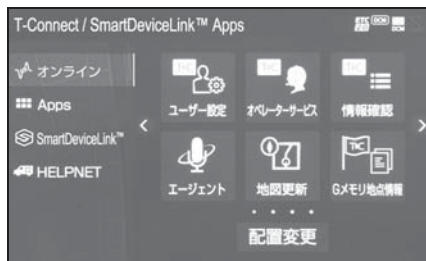 T-Connect / SmartDeviceLink™ Apps
オンライン
Apps
SmartDeviceLink™
HELPNET
T-C
ユーザー設定
T-C
オペレーターサービス
T-C
情報確認
エージェント
地図更新
T-C
Gメモリ地点情報
配置変更